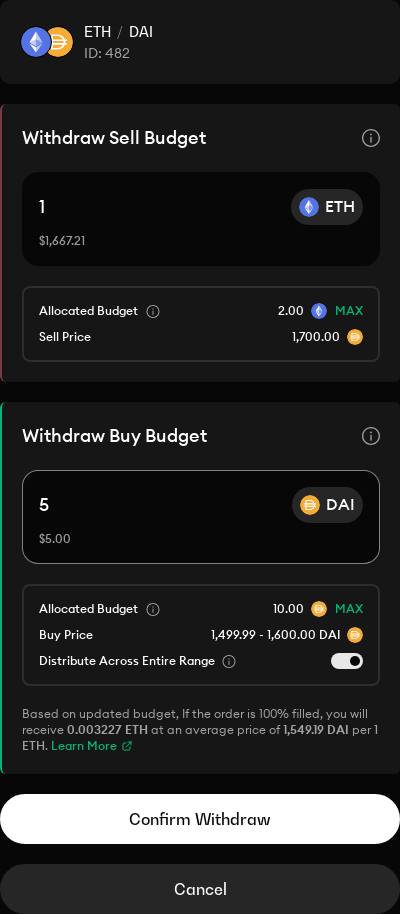 ETH / DAI
ID: 482
Withdraw Sell Budget
1 ETH
$1,667.21
Allocated Budget 2.00 MAX
Sell Price 1,700.00
Withdraw Buy Budget
5 DAI
$5.00
Allocated Budget 10.00 MAX
Buy Price 1,499.99 - 1,600.00 DAI
Distribute Across Entire Range
Based on updated budget, If the order is 100% filled, you will
receive 0.003227 ETH at an average price of 1,549.19 DAI per 1
ETH. Learn More
Confirm Withdraw
Cancel